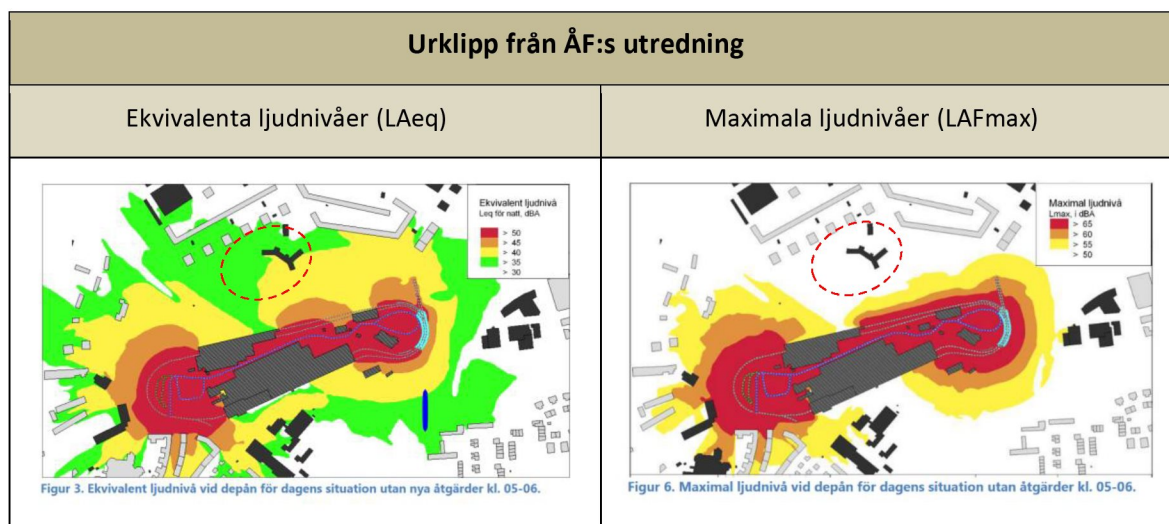 Urklipp från ÅF:s utredning
Ekvivalenta ljudnivåer (LAeq)
Maximala ljudnivåer (LAFmax)
Ekvivalent ljudnivå
Leq för natt, dBA
> 50
> 45
> 40
> 35
> 30
Figur 3. Ekvivalent ljudnivå vid depån för dagens situation utan nya åtgärder kl. 05-06.
Maximal ljudnivå
Lmax, i dBA
> 65
> 60
> 55
> 50
Figur 6. Maximal ljudnivå vid depån för dagens situation utan åtgärder kl. 05-06.